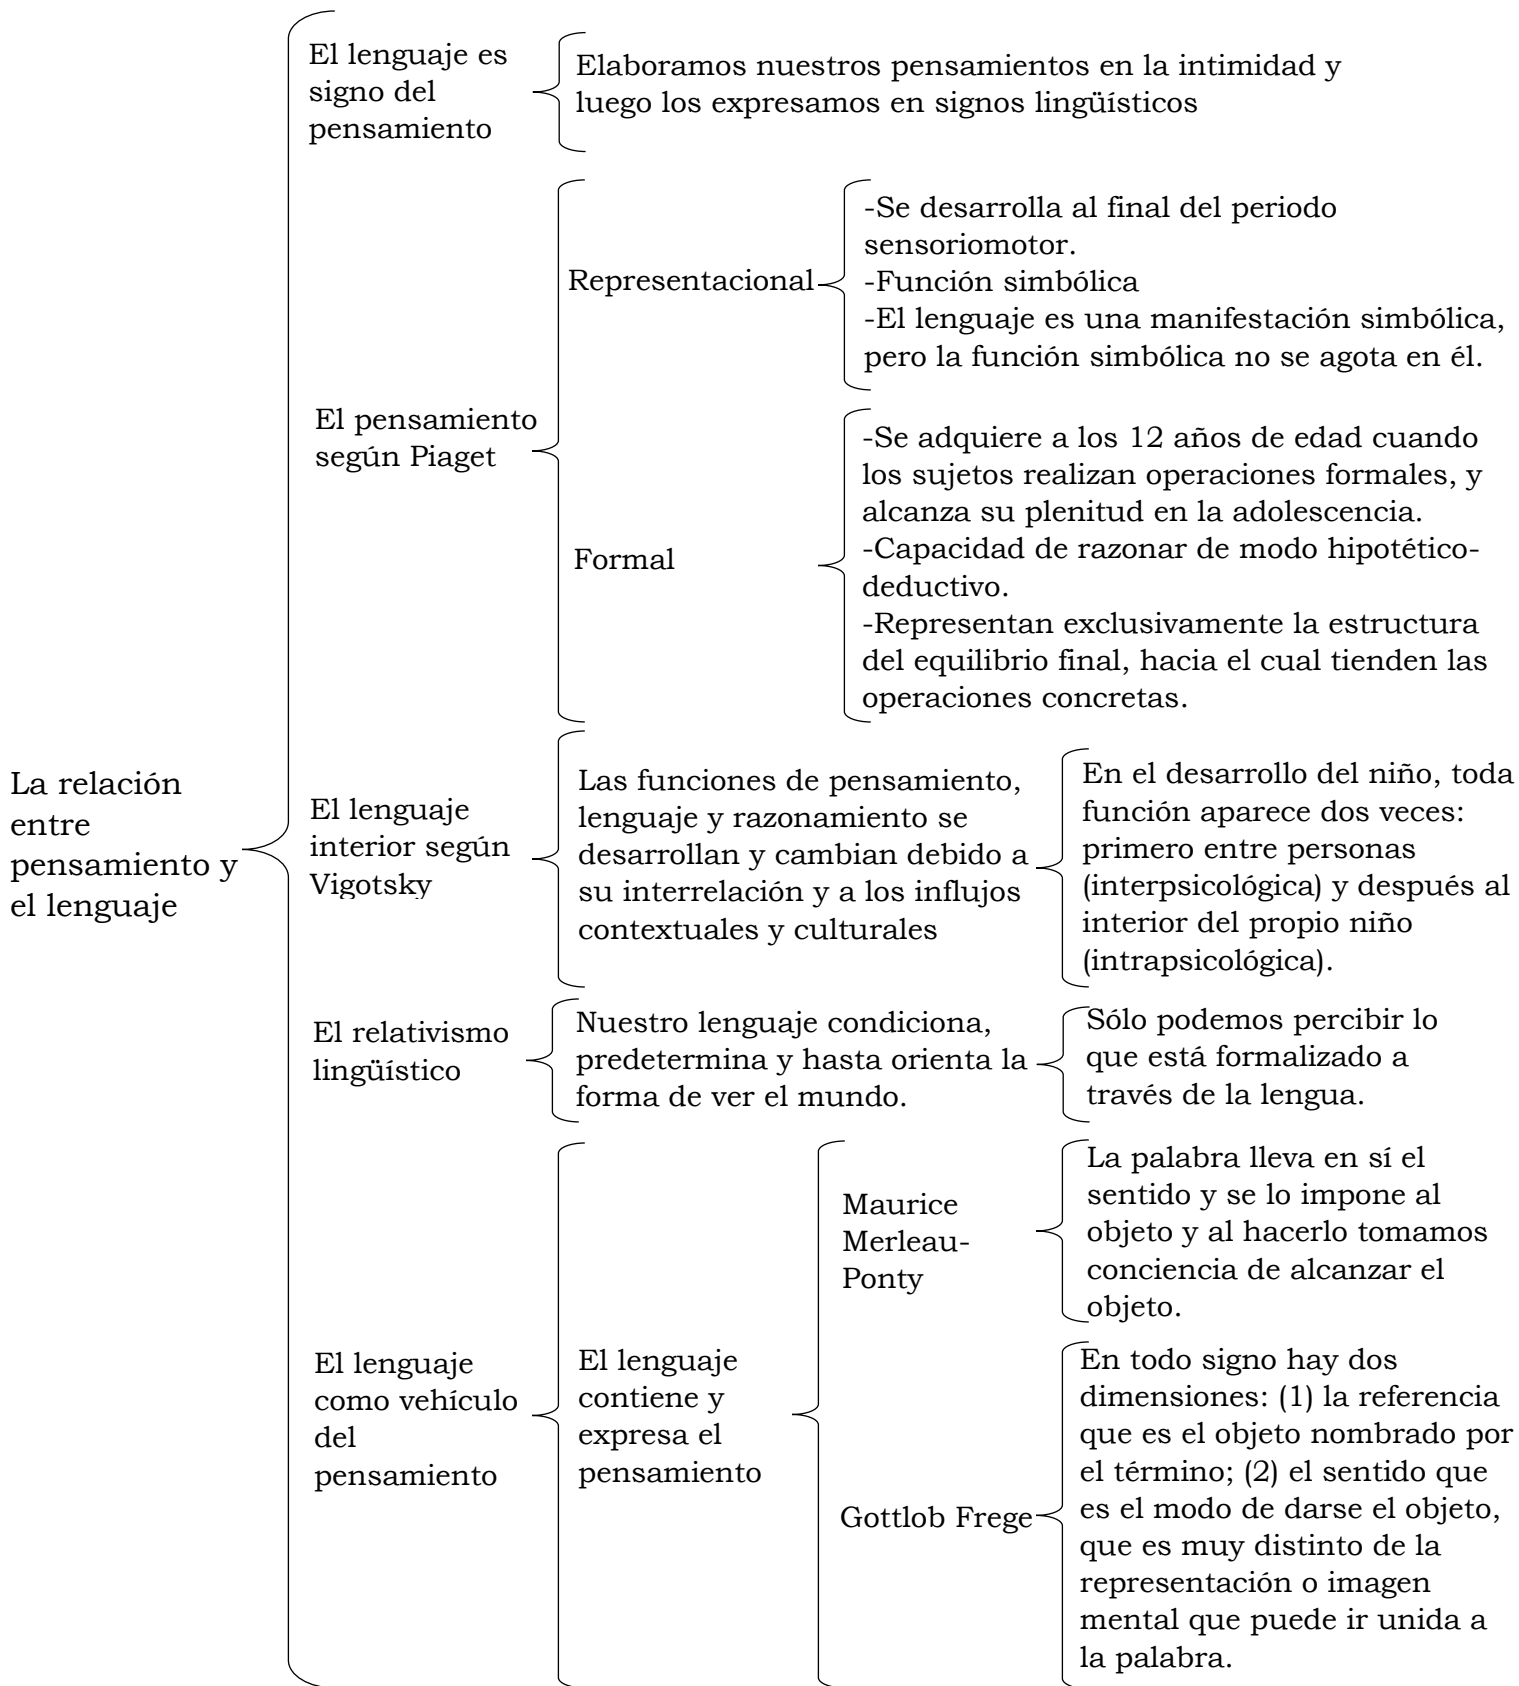 El lenguaje es
signo del
pensamiento
Elaboramos nuestros pensamientos en la intimidad y
luego los expresamos en signos lingüísticos
-Se desarrolla al final del periodo
sensoriomotor.
Representacional
-Función simbólica
-El lenguaje es una manifestación simbólica,
pero la función simbólica no se agota en él.
El pensamiento
según Piaget
-Se adquiere a los 12 años de edad cuando
los sujetos realizan operaciones formales, y
alcanza su plenitud en la adolescencia.
Formal
-Capacidad de razonar de modo hipotético-
deductivo.
-Representan exclusivamente la estructura
del equilibrio final, hacia el cual tienden las
operaciones concretas.
La relación
entre
pensamiento y
el lenguaje
El lenguaje
interior según
Vigotsky
Las funciones de pensamiento,
lenguaje y razonamiento se
desarrollan y cambian debido a
su interrelación y a los influjos
contextuales y culturales
En el desarrollo del niño, toda
función aparece dos veces:
primero entre personas
(interpsicológica) y después al
interior del propio niño
(intrapsicológica).
El relativismo
lingüístico
Nuestro lenguaje condiciona,
predetermina y hasta orienta la
forma de ver el mundo.
Sólo podemos percibir lo
que está formalizado a
través de la lengua.
El lenguaje
como vehículo
del
pensamiento
El lenguaje
contiene y
expresa el
pensamiento
Maurice
Merleau-
Ponty
La palabra lleva en sí el
sentido y se lo impone al
objeto y al hacerlo tomamos
conciencia de alcanzar el
objeto.
Gottlob Frege
En todo signo hay dos
dimensiones: (1) la referencia
que es el objeto nombrado por
el término; (2) el sentido que
es el modo de darse el objeto,
que es muy distinto de la
representación o imagen
mental que puede ir unida a
la palabra.